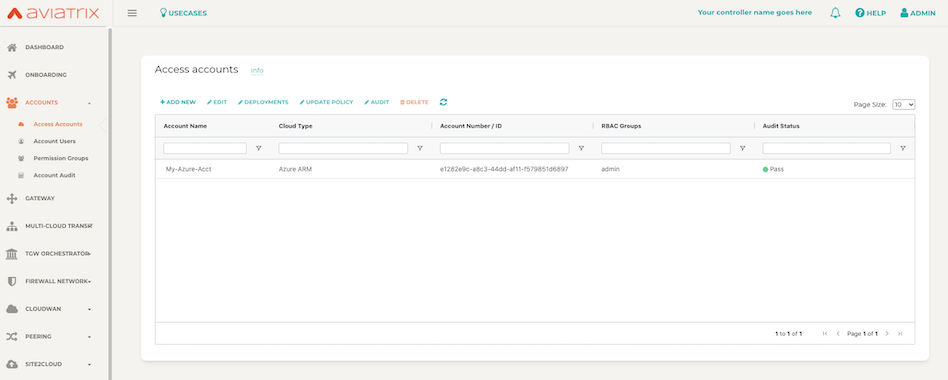 aviatrix
USECASES
Your controller name goes here
HELP
ADMIN
DASHBOARD
ONBOARDING
ACCOUNTS
Access Accounts
Account Users
Permission Groups
Account Audit
GATEWAY
MULTI-CLOUD TRANSIT
TGW ORCHESTRATOR
FIREWALL NETWORK
CLOUDWAN
PEERING
SITE2CLOUD
Access accounts Info
+ ADD NEW EDIT DEPLOYMENTS UPDATE POLICY AUDIT DELETE
Page Size: 10
Account Name Cloud Type Account Number / ID RBAC Groups Audit Status
My-Azure-Acct Azure ARM e1282e9c-a8c3-44dd-af11-f579851d6897 admin Pass
1 to 1 of 1 Page 1 of 1